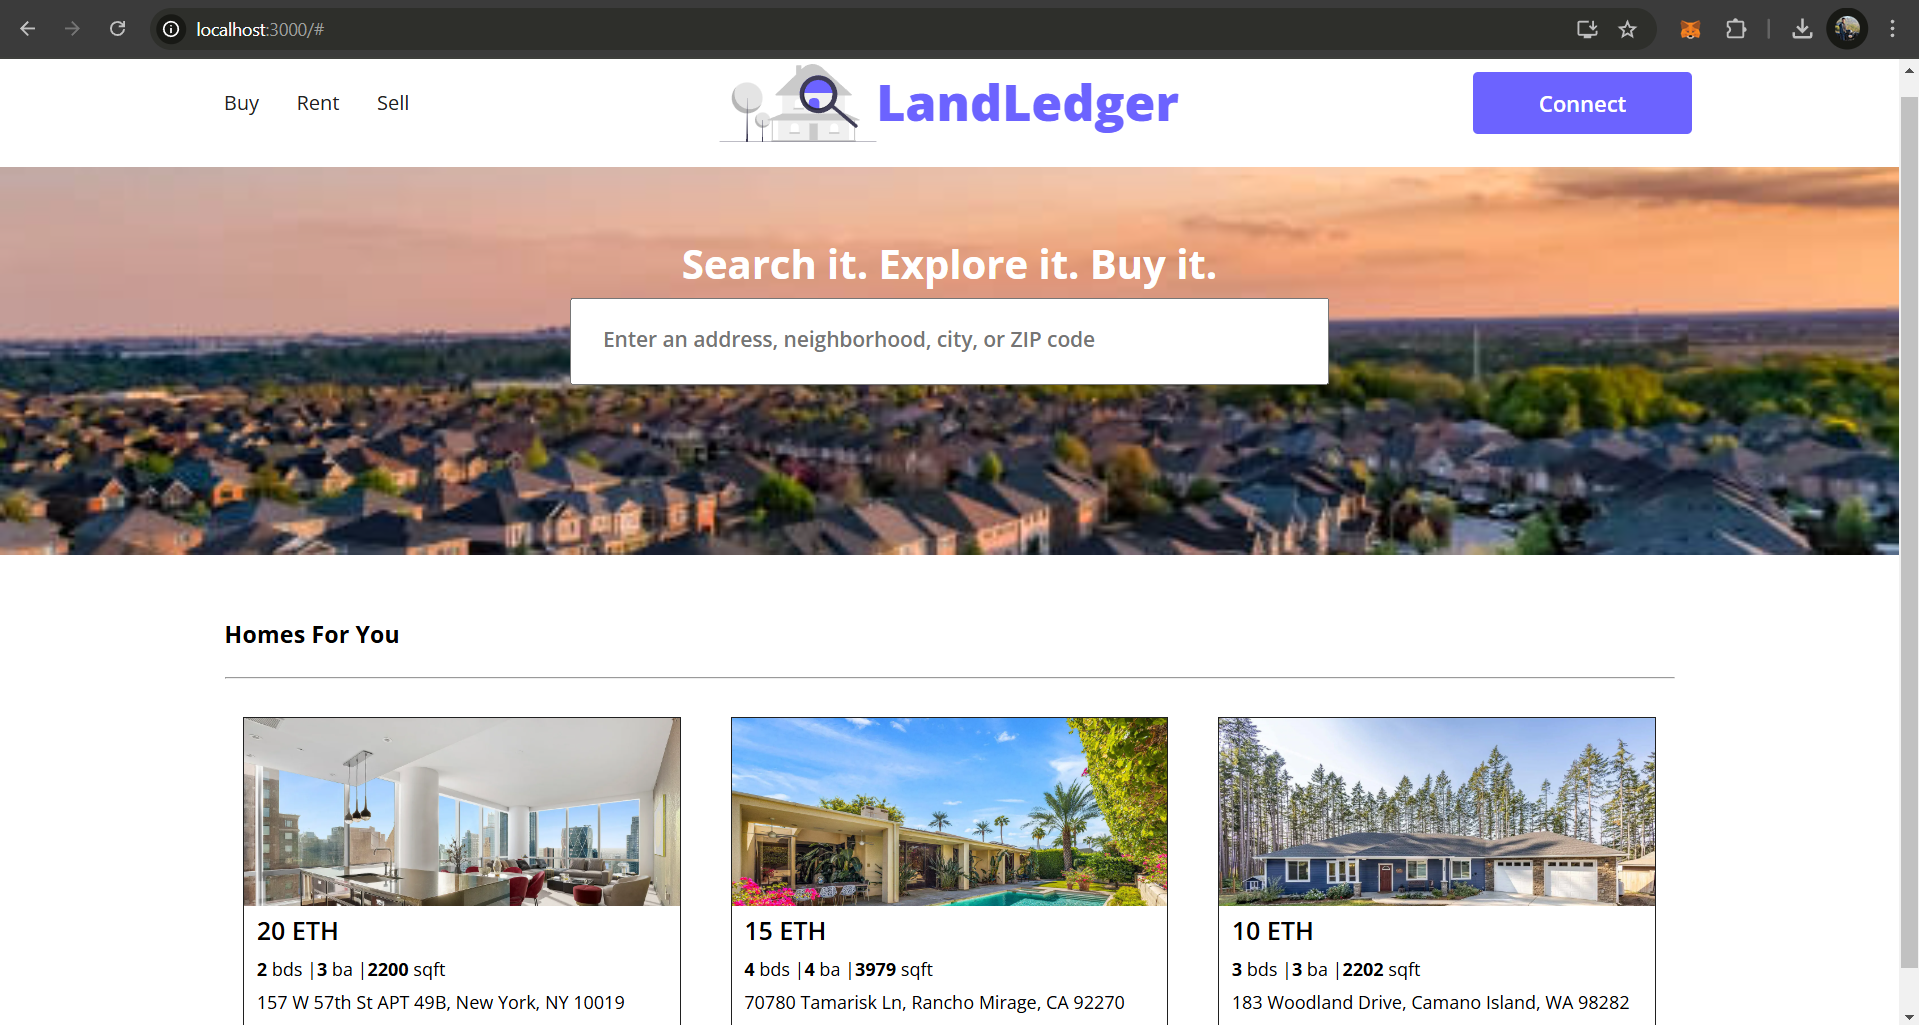 localhost:3000/#
Buy Rent Sell
LandLedger
Connect
Search it. Explore it. Buy it.
Enter an address, neighborhood, city, or ZIP code
Homes For You
20 ETH
2 bds |3 ba |2200 sqft
157 W 57th St APT 49B, New York, NY 10019
15 ETH
4 bds |4 ba |3979 sqft
70780 Tamarisk Ln, Rancho Mirage, CA 92270
10 ETH
3 bds |3 ba |2202 sqft
183 Woodland Drive, Camano Island, WA 98282